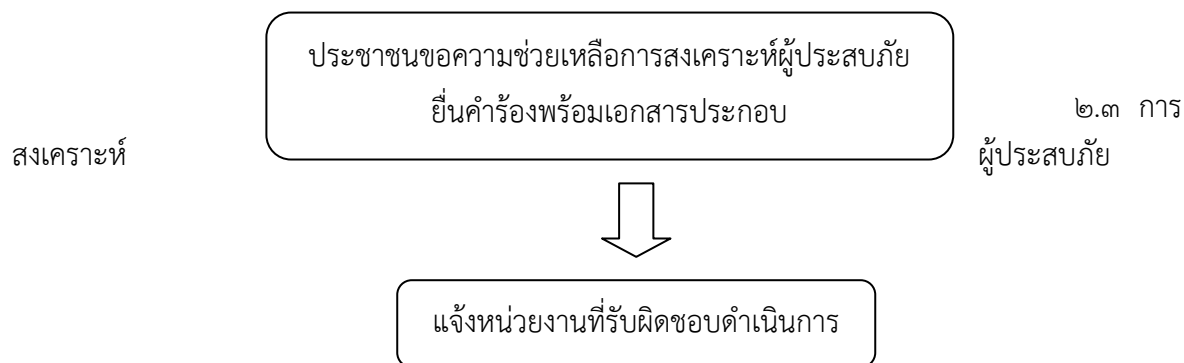 ประชาชนขอความช่วยเหลือการสงเคราะห์ผู้ประสบภัย
ยื่นคำร้องพร้อมเอกสารประกอบ
๒.๓ การ
สงเคราะห์ ผู้ประสบภัย
แจ้งหน่วยงานที่รับผิดชอบดำเนินการ